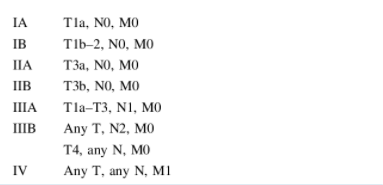 IA T1a, N0, M0
IB T1b–2, N0, M0
IIA T3a, N0, M0
IIB T3b, N0, M0
IIIA T1a–T3, N1, M0
IIIB Any T, N2, M0
T4, any N, M0
IV Any T, any N, M1